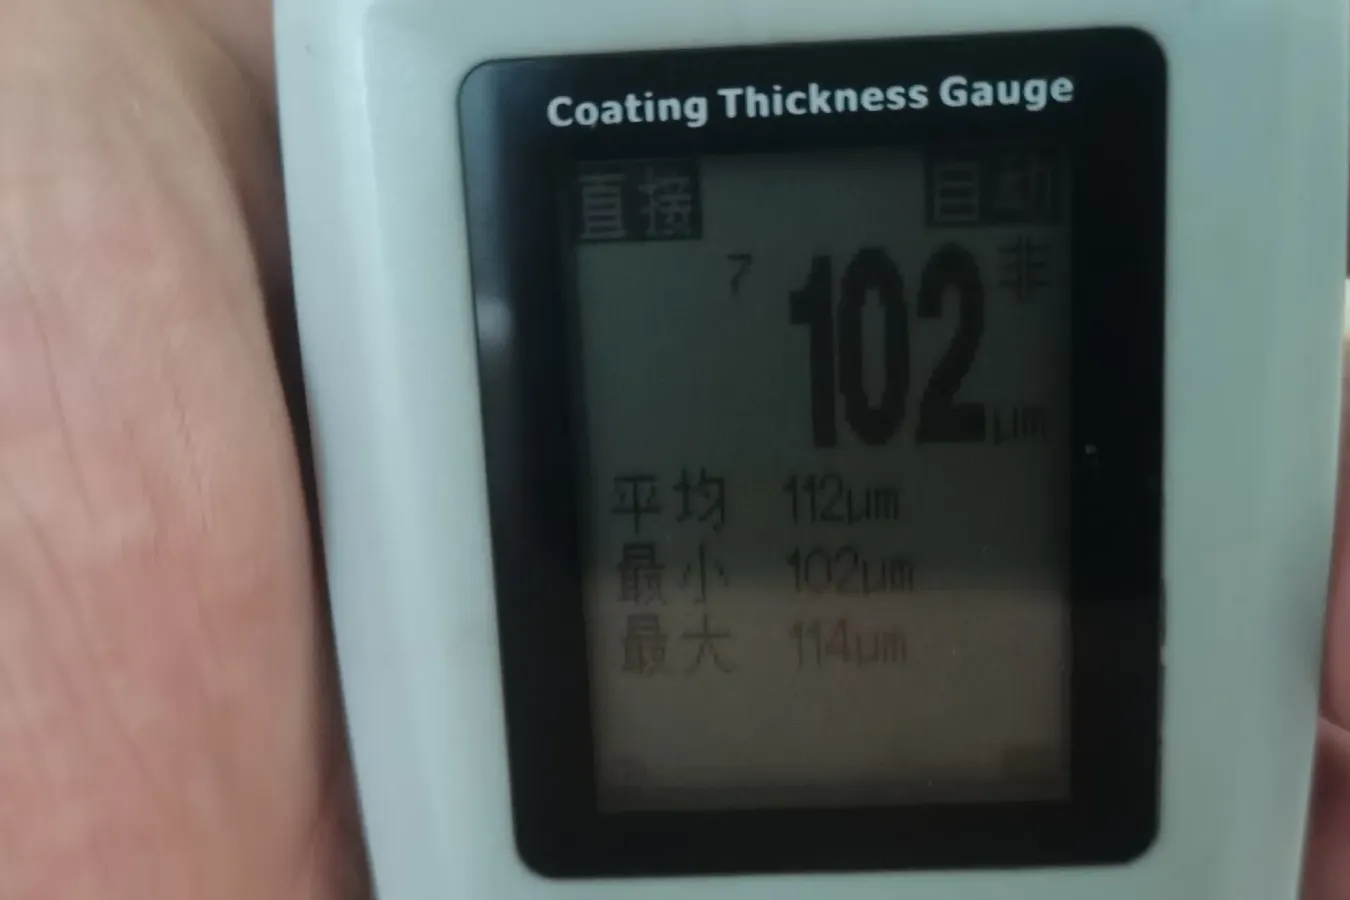 Coating Thickness Gauge
直接 自动
7 102 非
µm
平均 112µm
最小 102µm
最大 114µm